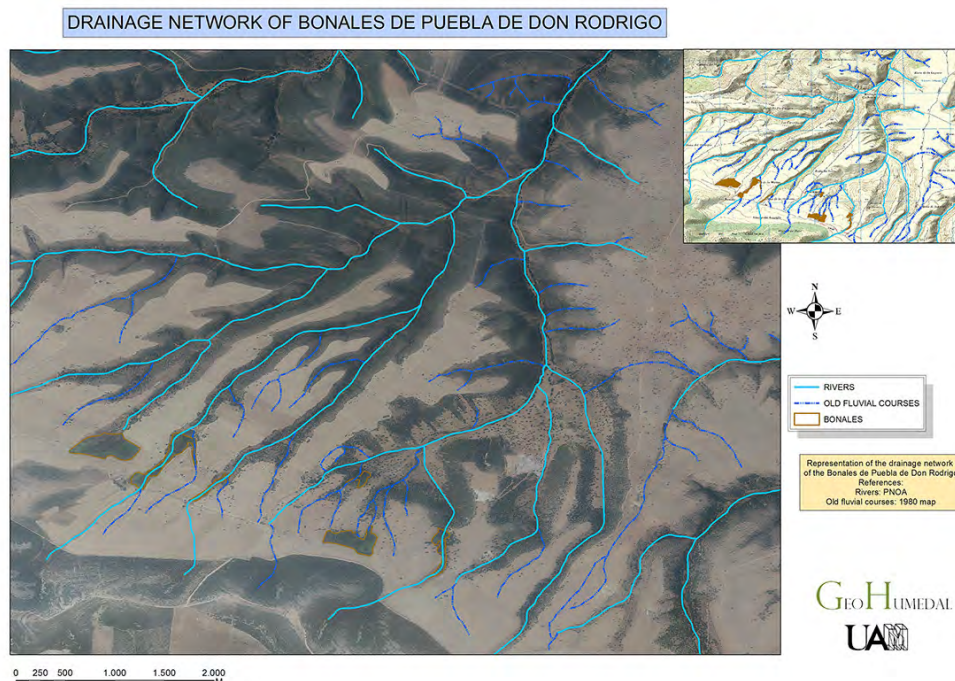 DRAINAGE NETWORK OF BONALES DE PUEBLA DE DON RODRIGO
N
W E
S
RIVERS
OLD FLUVIAL COURSES
BONALES
Representation of the drainage network
of the Bonales de Puebla de Don Rodrigo
References:
Rivers: PNOA
Old fluvial courses: 1980 map
GEOHUMEDAL
UAM
0 250 500 1.000 1.500 2.000